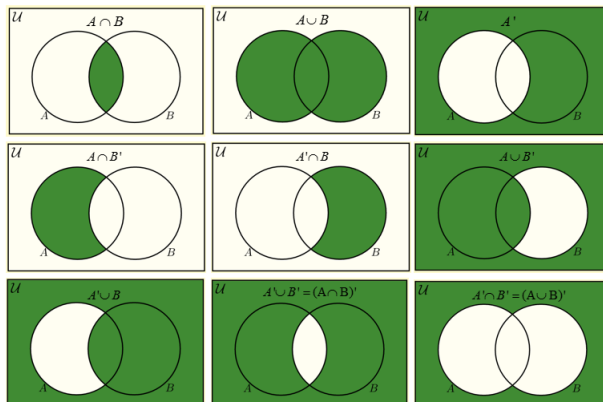 𝒰 A ∩ B
A B
𝒰 A ∪ B
A B
𝒰 A'
A B
𝒰 A ∩ B'
A B
𝒰 A' ∩ B
A B
𝒰 A ∪ B'
A B
𝒰 A' ∪ B
A B
𝒰 A' ∪ B' = (A ∩ B)'
A B
𝒰 A' ∩ B' = (A ∪ B)'
A B